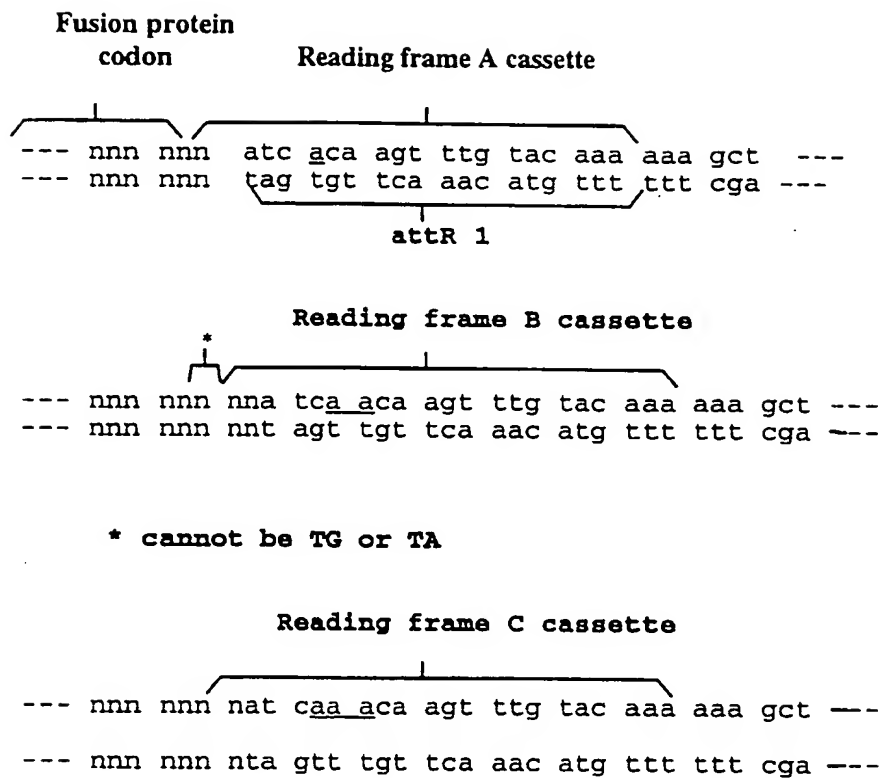 Fusion protein
codon
Reading frame A cassette
--- nnn nnn atc aca agt ttg tac aaa aaa gct ---
--- nnn nnn tag tgt tca aac atg ttt ttt cga ---
attR 1
Reading frame B cassette
*
--- nnn nnn nna tca aca agt ttg tac aaa aaa gct ---
--- nnn nnn nnt agt tgt tca aac atg ttt ttt cga ---
* cannot be TG or TA
Reading frame C cassette
--- nnn nnn nat caa aca agt ttg tac aaa aaa gct ---
--- nnn nnn nta gtt tgt tca aac atg ttt ttt cga ---